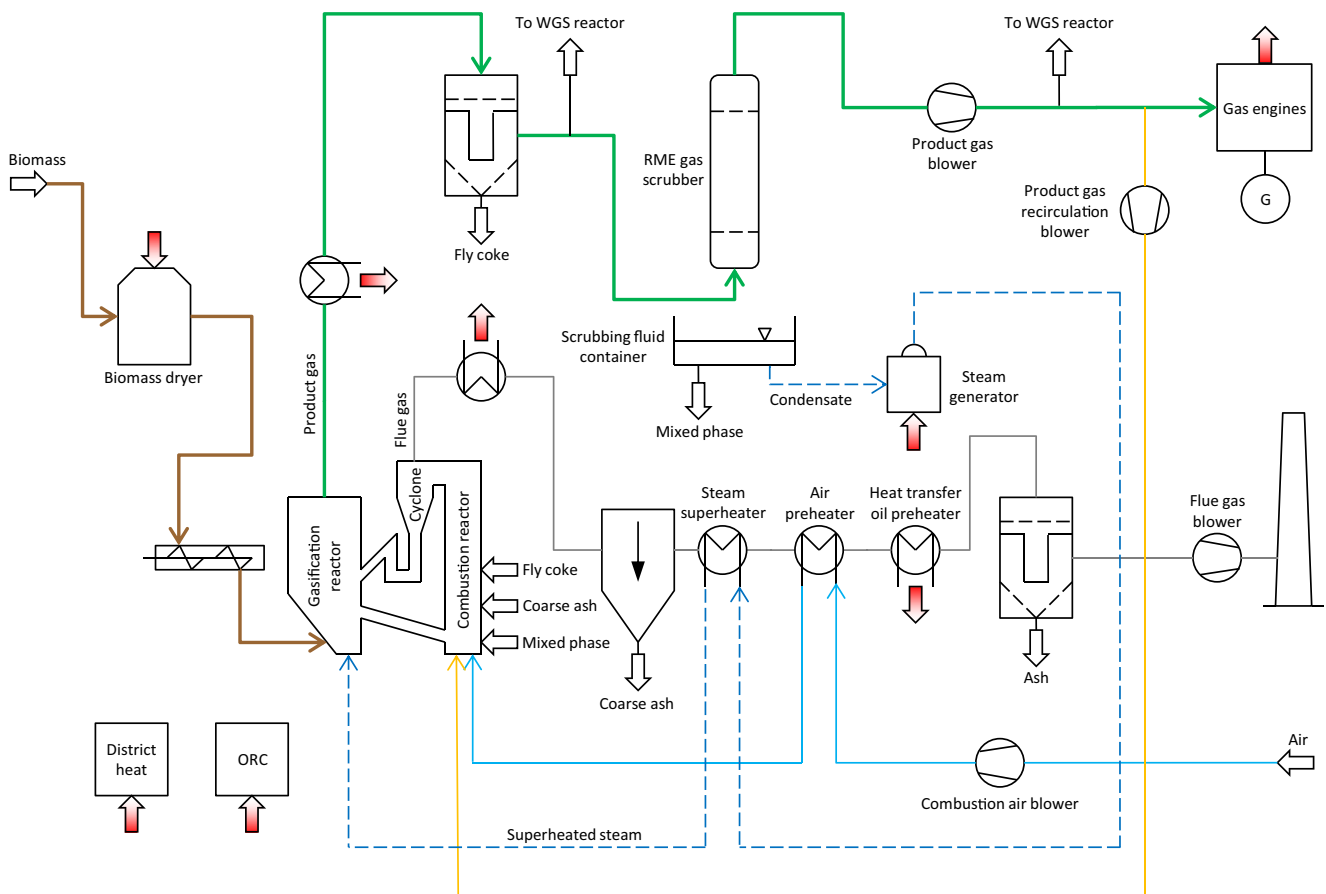 To WGS reactor
To WGS reactor
Gas engines
G
Biomass
RME gas
scrubber
Product gas
blower
Product gas
recirculation
blower
Fly coke
Biomass dryer
Product gas
Flue gas
Scrubbing fluid
container
Condensate
Mixed phase
Steam
generator
Gasification
reactor
Cyclone
Combustion reactor
Fly coke
Coarse ash
Mixed phase
Steam
superheater
Air
preheater
Heat transfer
oil preheater
Flue gas
blower
Coarse ash
Ash
District
heat
ORC
Air
Combustion air blower
Superheated steam